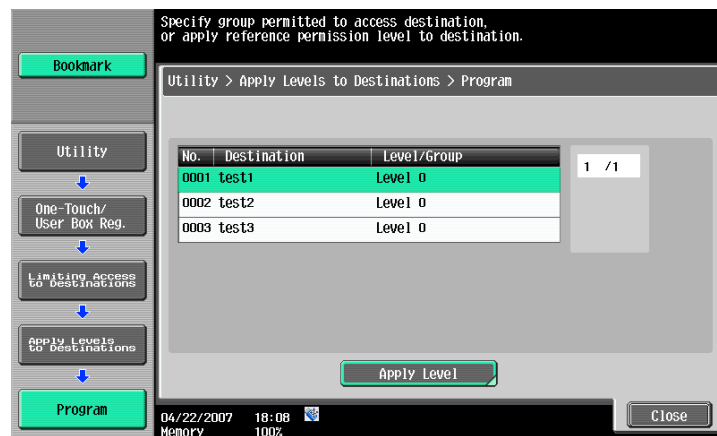 Specify group permitted to access destination,
or apply reference permission level to destination.
Bookmark
Utility > Apply Levels to Destinations > Program
Utility
One-Touch/
User Box Reg.
Limiting Access
to Destinations
Apply Levels
to Destinations
Program
No. Destination Level/Group
0001 test1 Level 0
0002 test2 Level 0
0003 test3 Level 0
1 /1
Apply Level
04/22/2007 18:08
Memory 100%
Close